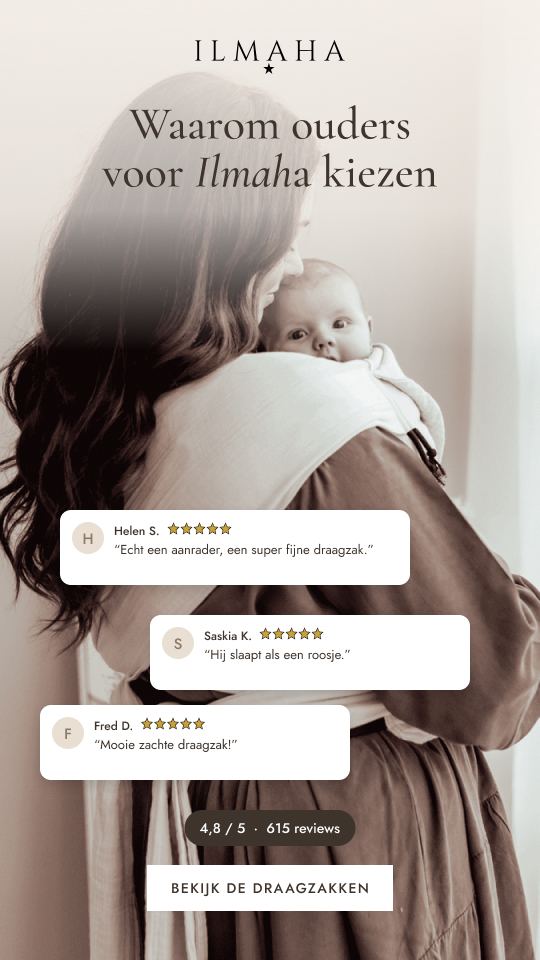 ILMAHA
Waarom ouders
voor Ilmaha kiezen
H
Helen S.
“Echt een aanrader, een super fijne draagzak.”
S
Saskia K.
“Hij slaapt als een roosje.”
F
Fred D.
“Mooie zachte draagzak!”
4,8 / 5 · 615 reviews
BEKIJK DE DRAAGZAKKEN